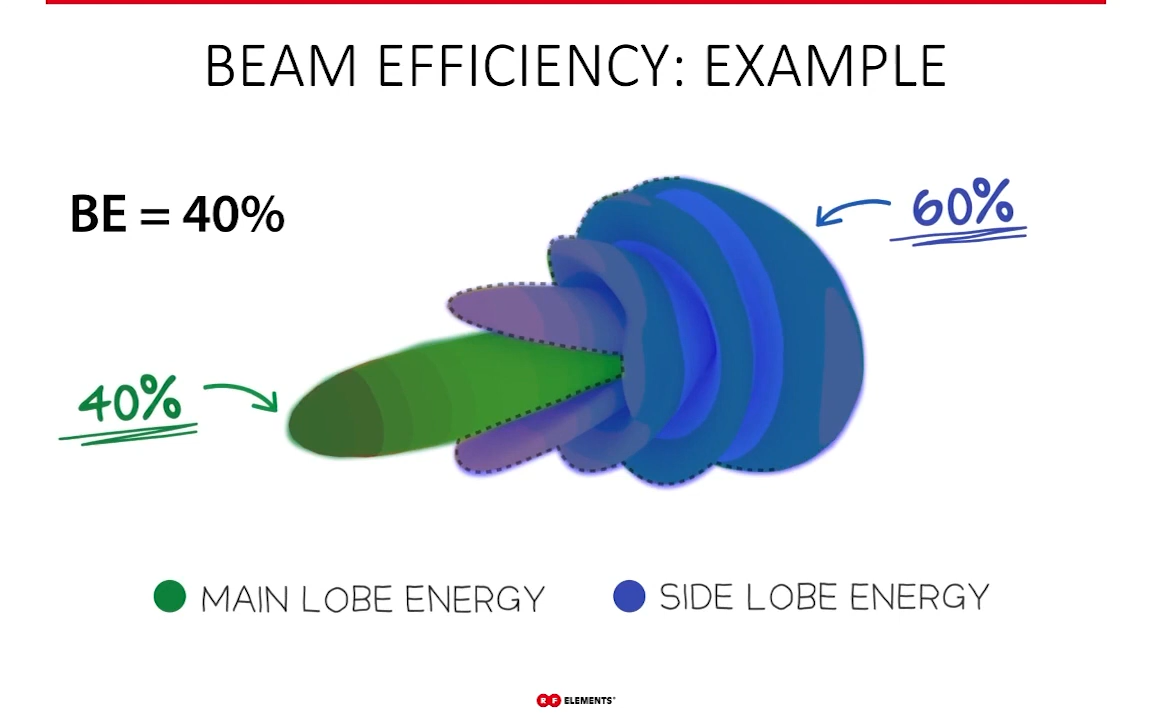 BEAM EFFICIENCY: EXAMPLE
BE = 40%
60%
40%
MAIN LOBE ENERGY
SIDE LOBE ENERGY
RF ELEMENTS